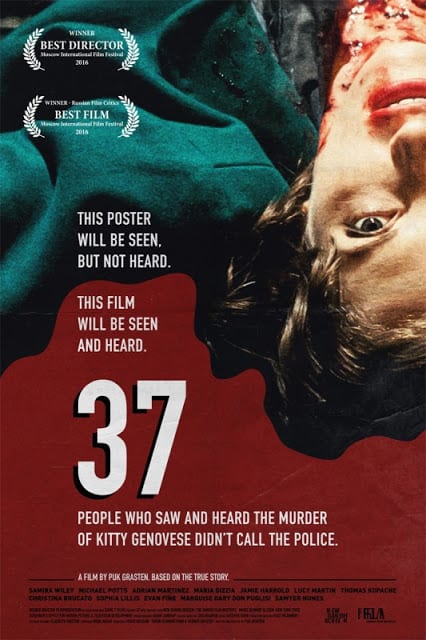 WINNER
BEST DIRECTOR
Moscow International Film Festival
2016
WINNER - Russian Film Critics
BEST FILM
Moscow International Film Festival
2016
THIS POSTER
WILL BE SEEN,
BUT NOT HEARD.
THIS FILM
WILL BE SEEN
AND HEARD.
37
PEOPLE WHO SAW AND HEARD THE MURDER
OF KITTY GENOVESE DIDN'T CALL THE POLICE.
A FILM BY PUK GRASTEN. BASED ON THE TRUE STORY.
SAMIRA WILEY MICHAEL POTTS ADRIAN MARTINEZ MARIA DIZZIA JAMIE HARROLD LUCY MARTIN THOMAS KOPACHE
CHRISTINA BRUCATO SOPHIA LILLIS EVAN FINE MARQUISE GARY DON PUGLISI SAWYER NUNES